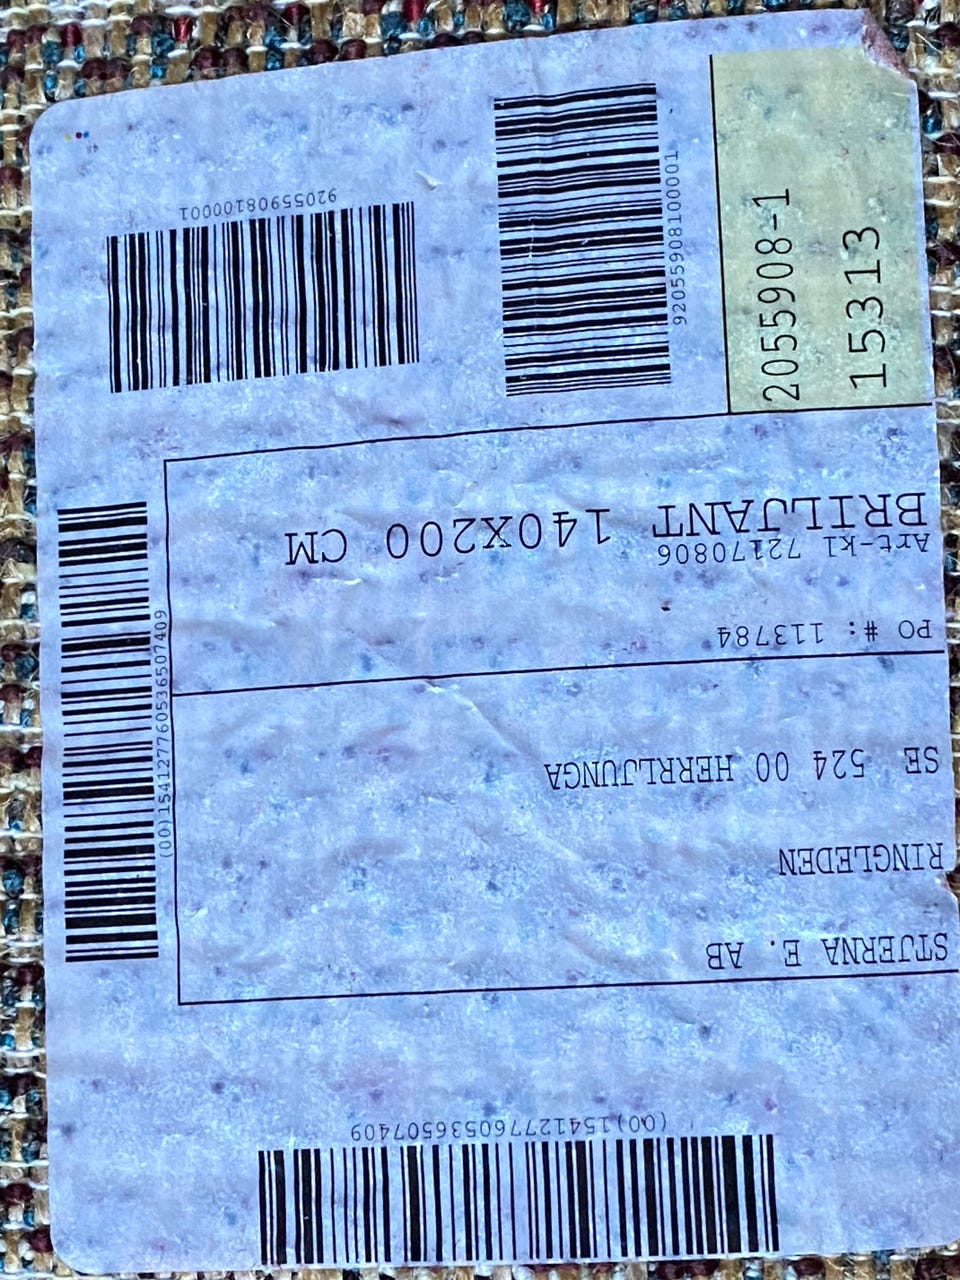 (00)154127760536507409
STJERNA E. AB
RINGLEDEN
SE 524 00 HERRLJUNGA
(00)154127760536507409
PO #: 113784
Art-kl 72170806
BRILJANT 140X200 CM
2055908-1
15313
92055908100001
92055908100001